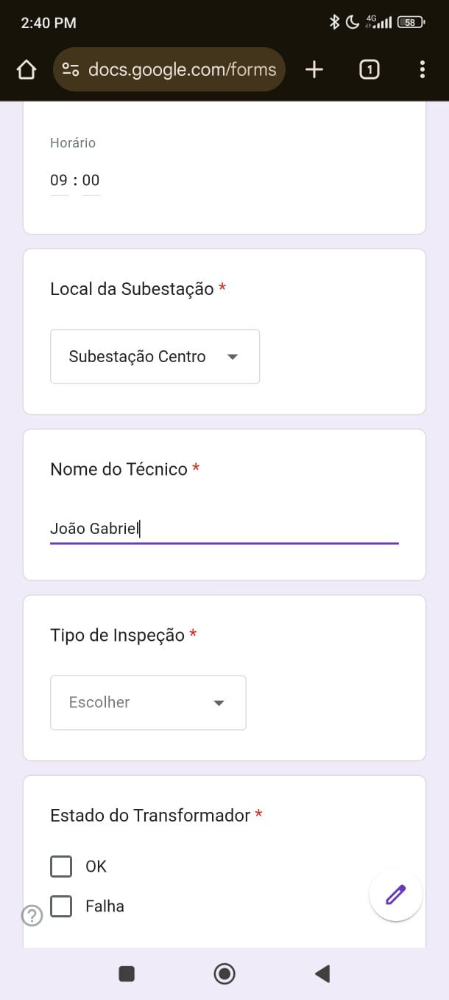 2:40 PM
4G
58
docs.google.com/forms
1
Horário
09 : 00
Local da Subestação *
Subestação Centro
Nome do Técnico *
João Gabriel
Tipo de Inspeção *
Escolher
Estado do Transformador *
OK
Falha
?